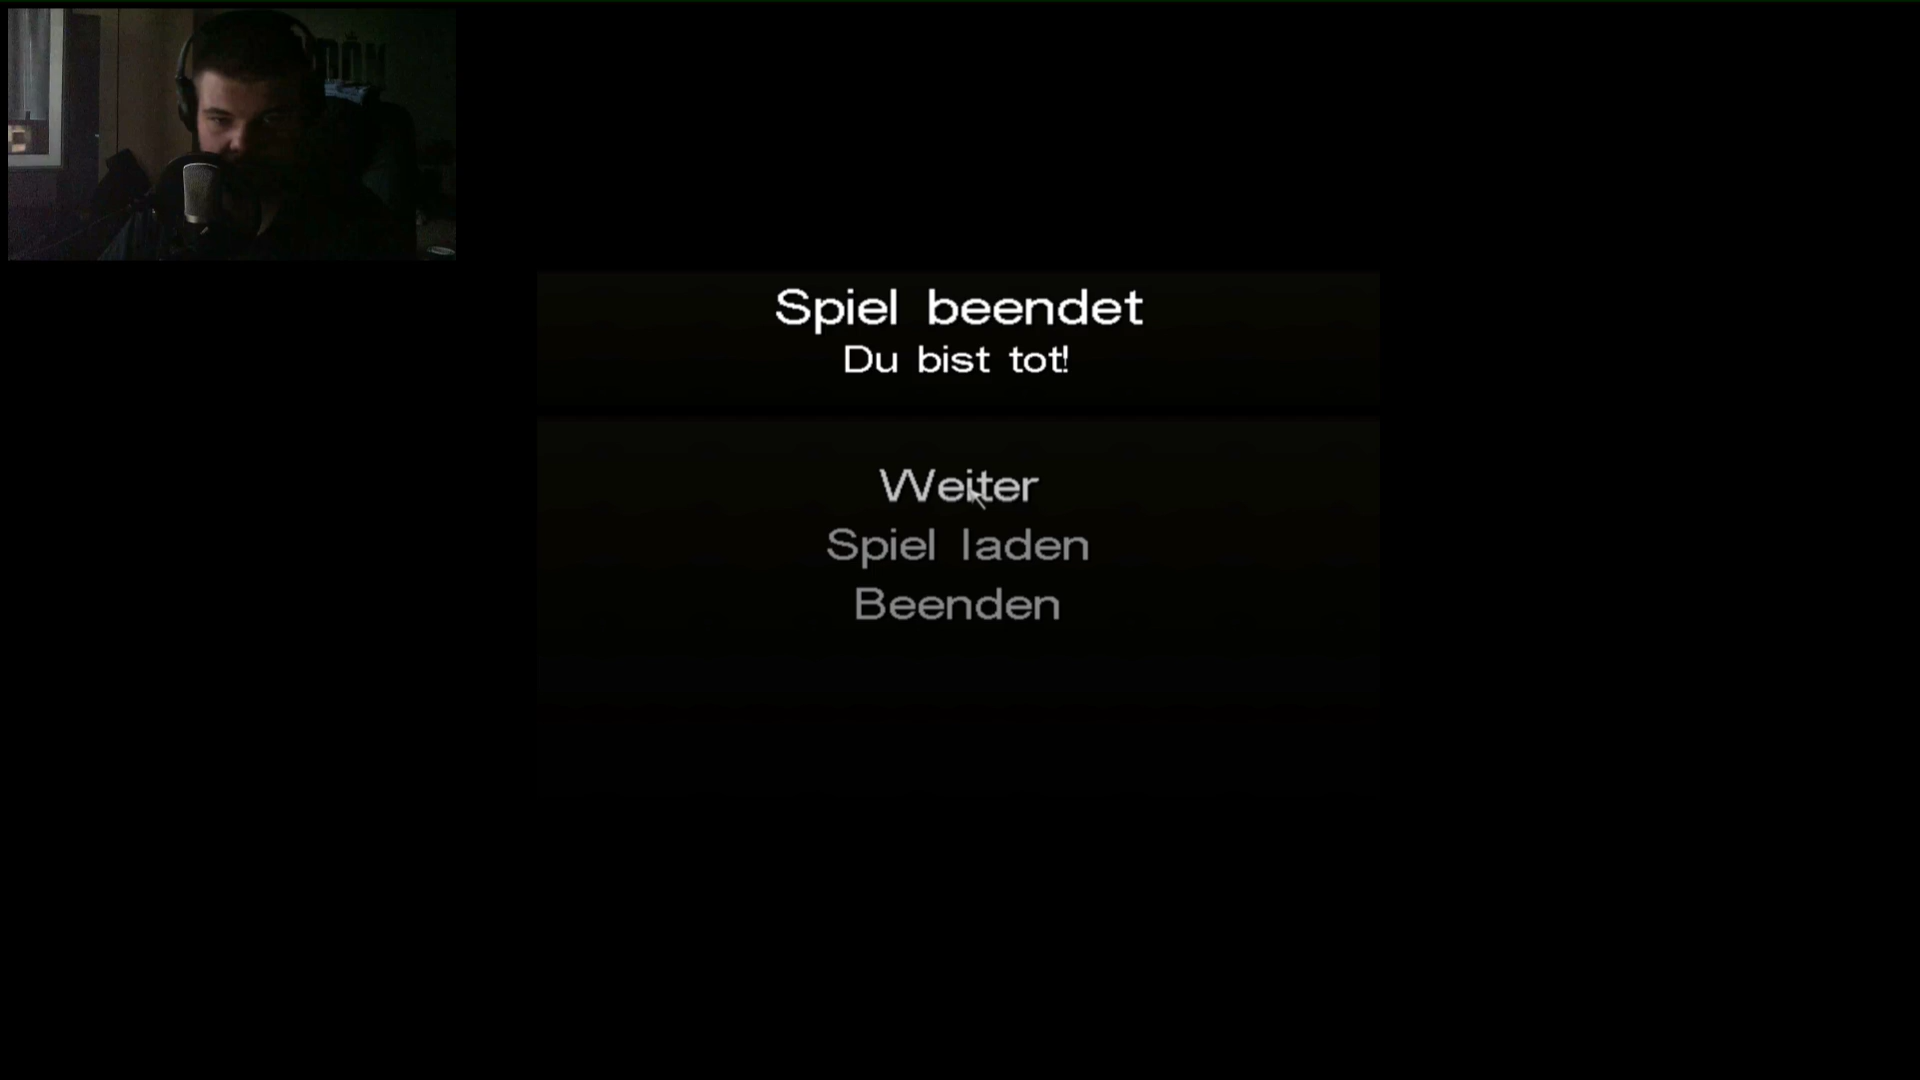 Spiel beendet
Du bist tot!
Weiter
Spiel laden
Beenden